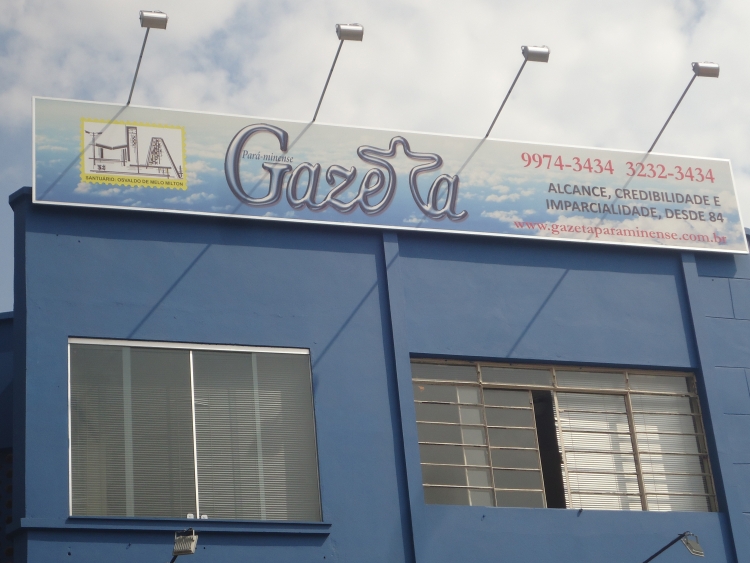 SANTUÁRIO - OSVALDO DE MELO MILTON
Pará-minense
Gazeta
9974-3434 3232-3434
ALCANCE, CREDIBILIDADE E
IMPARCIALIDADE, DESDE 84
www.gazetaparaminense.com.br